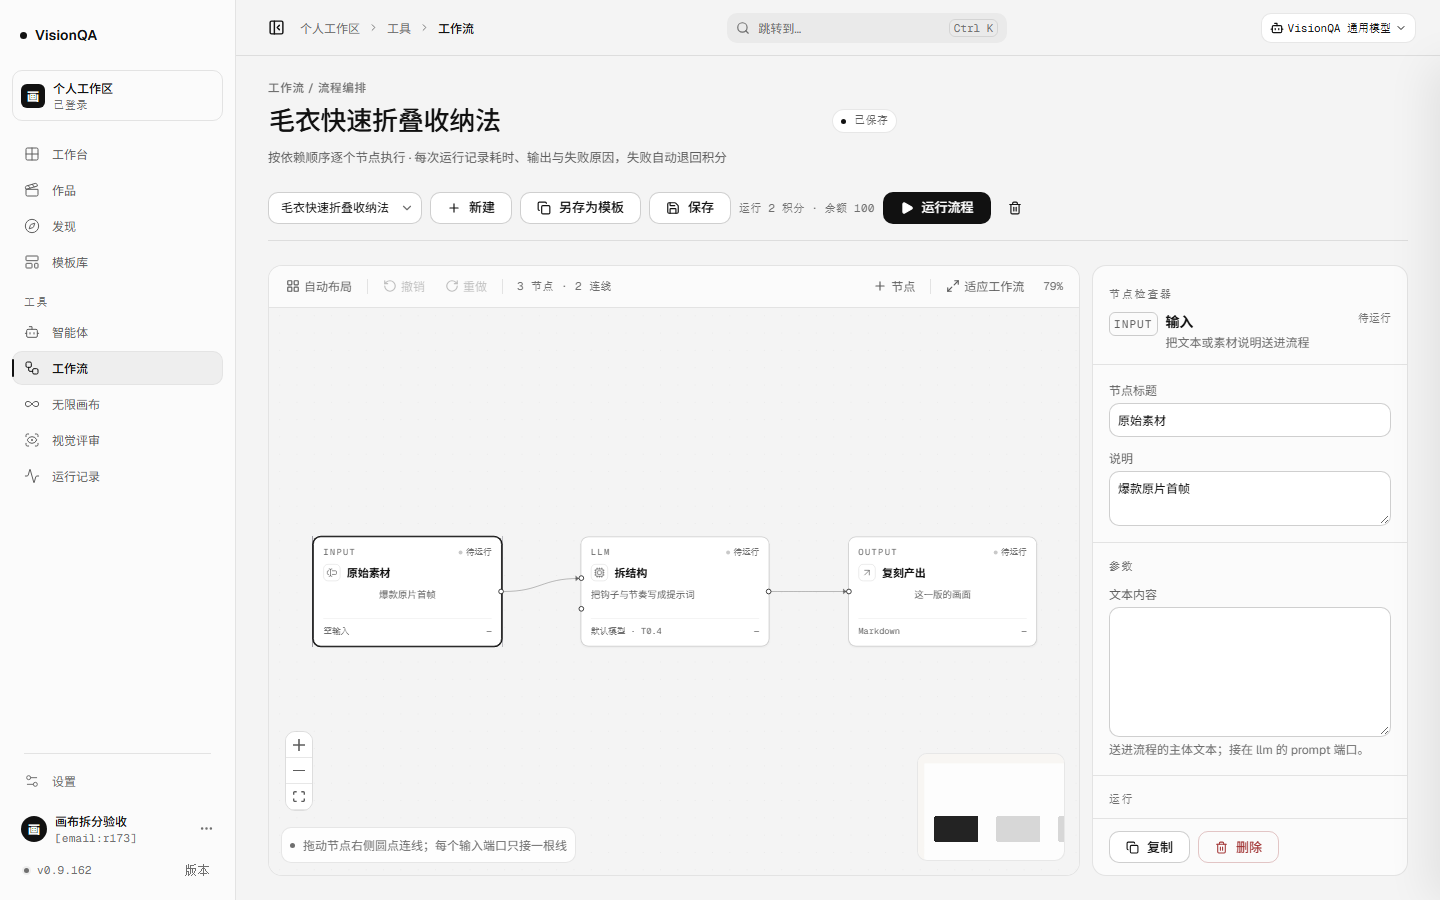 VisionQA
画
个人工作区
已登录
工作台
作品
发现
模板库
工具
智能体
工作流
无限画布
视觉评审
运行记录
设置
画
画布拆分验收
[email:r173]
v0.9.162
版本
个人工作区
工具
工作流
跳转到...
Ctrl K
VisionQA 通用模型
工作流 / 流程编排
毛衣快速折叠收纳法
已保存
按依赖顺序逐个节点执行 · 每次运行记录耗时、输出与失败原因，失败自动退回积分
毛衣快速折叠收纳法
新建
另存为模板
保存
运行 2 积分 · 余额 100
运行流程
自动布局
撤销
重做
3 节点 · 2 连线
节点
适应工作流
79%
INPUT
待运行
原始素材
爆款原片首帧
空输入
—
LLM
待运行
拆结构
把钩子与节奏写成提示词
默认模型 · T0.4
—
OUTPUT
待运行
复刻产出
这一版的画面
Markdown
—
拖动节点右侧圆点连线；每个输入端口只接一根线
节点检查器
INPUT
输入
待运行
把文本或素材说明送进流程
节点标题
原始素材
说明
爆款原片首帧
参数
文本内容
送进流程的主体文本；接在 llm 的 prompt 端口。
运行
复制
删除